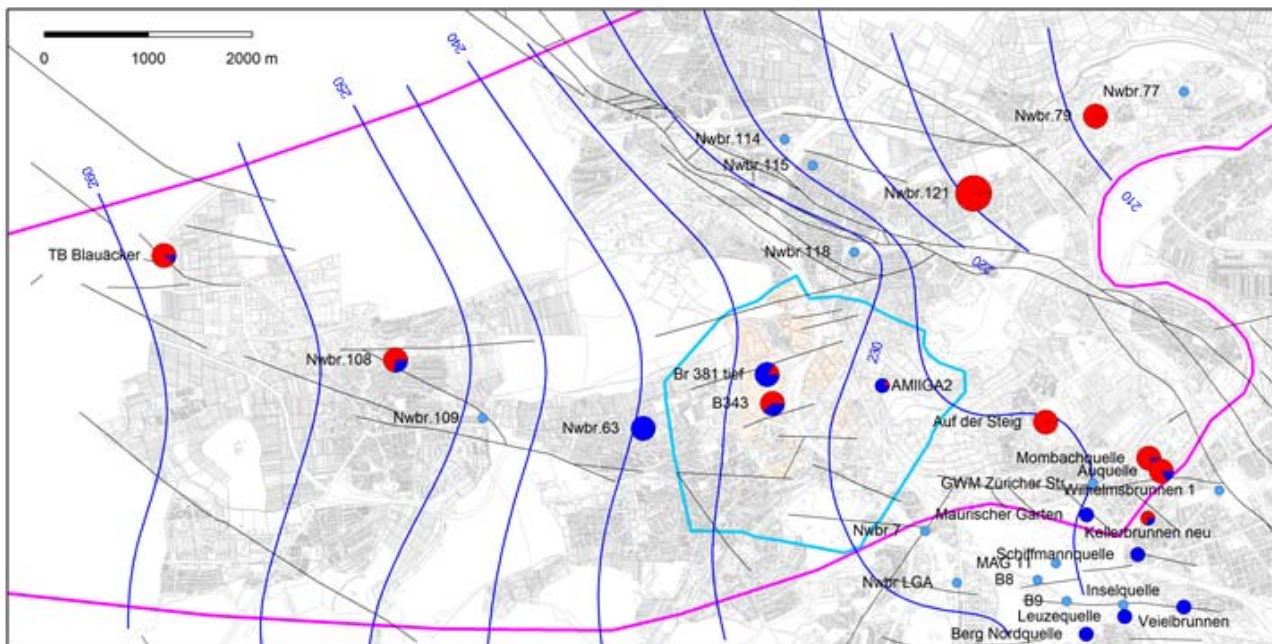 0 1000 2000 m
240
250
260
Nwbr.77
Nwbr.79
Nwbr.114
Nwbr.115
Nwbr.121
210
TB Blauäcker
Nwbr.118
220
230
Nwbr.108
Br 381 tief
AMIIGA2
B343
Nwbr.109
Nwbr.63
Auf der Steig
Mombachquelle
Auquelle
GWM Züricher Str.
Wilhelmsbrunnen 1
Maurischer Garten
Nwbr.7
Kellerbrunnen neu
Schiffmannquelle
MAG 11
Nwbr LGA
B8
Inselquelle
B9
Leuzequelle
Veielbrunnen
Berg Nordquelle